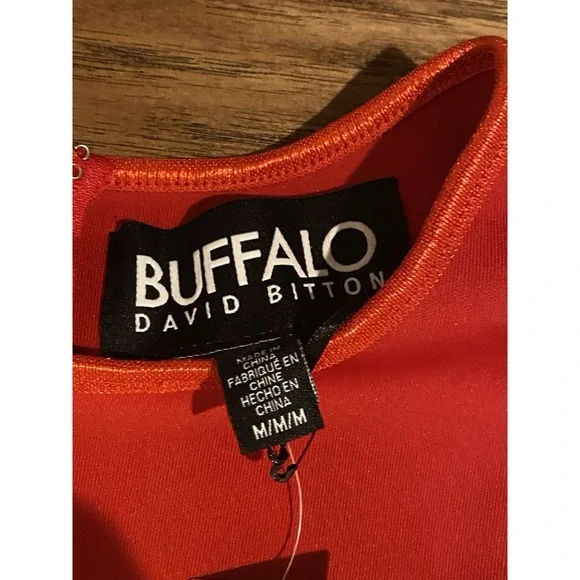 BUFFALO
DAVID BITTON
MADE IN
CHINA
FABRIQUÉ EN
CHINE
HECHO EN
CHINA
M/M/M